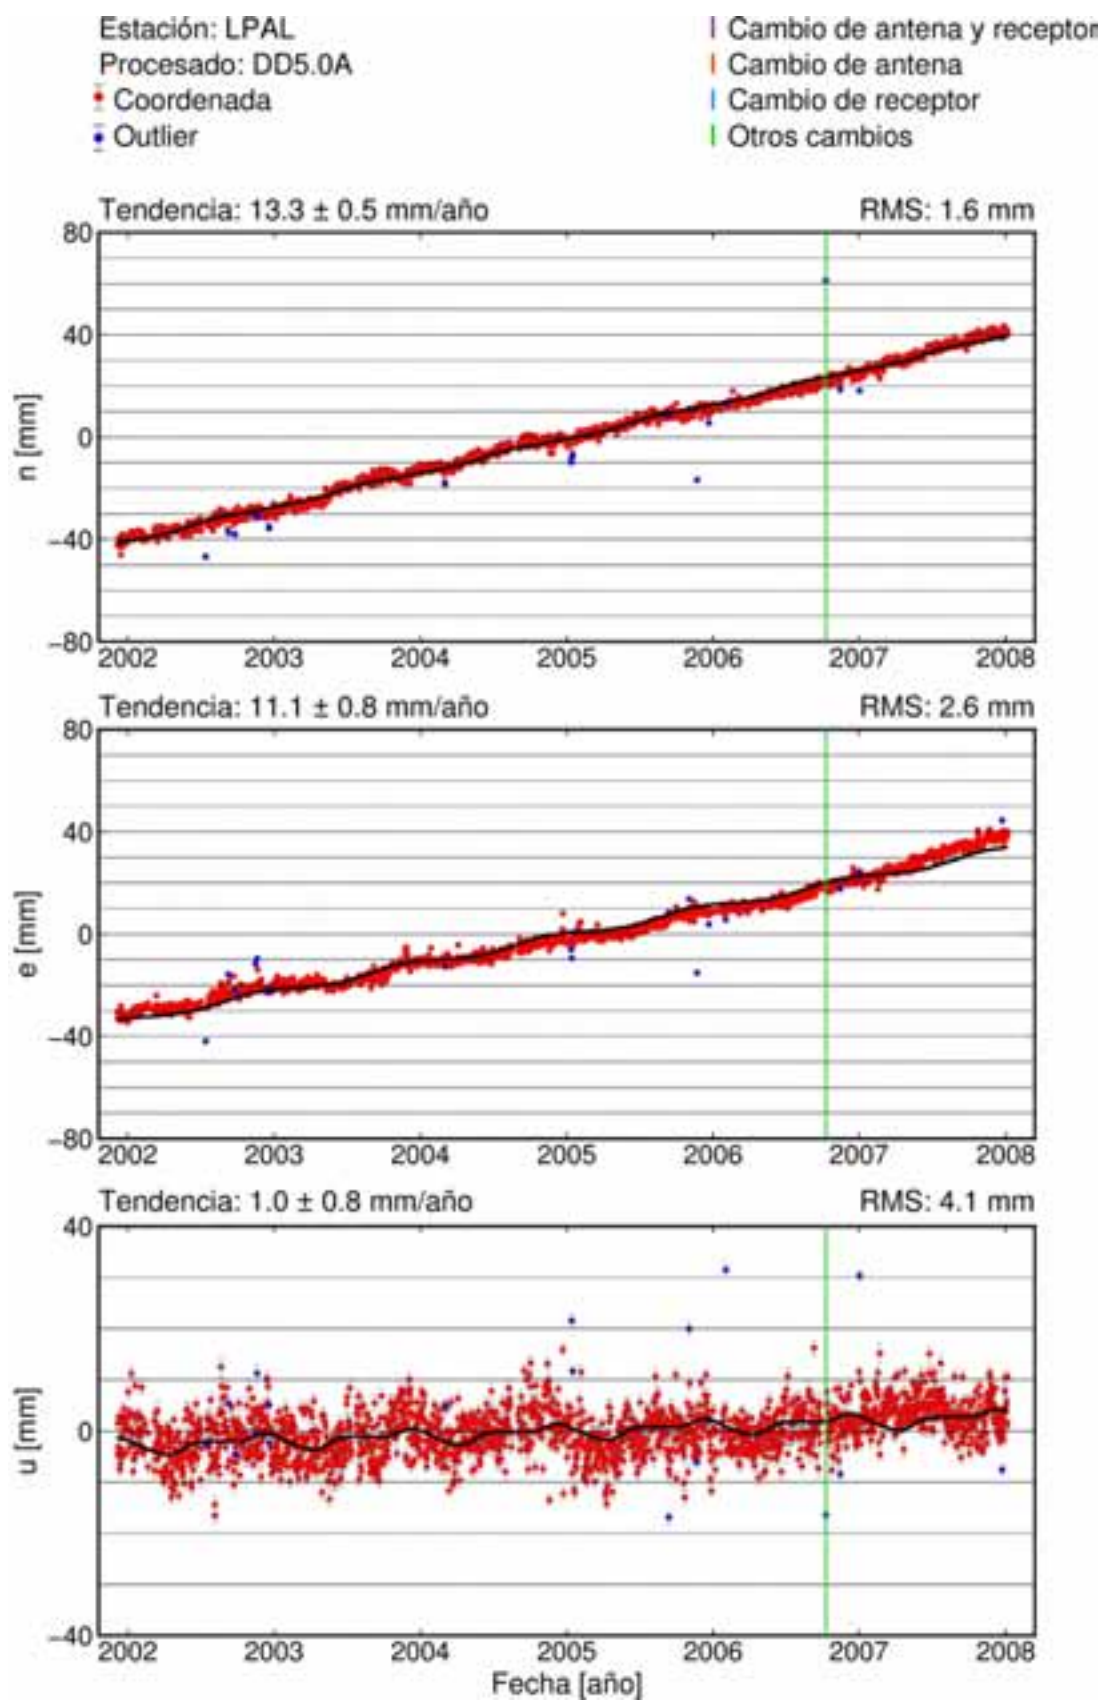 Estación: LPAL
Procesado: DD5.0A
Coordenada
Outlier
Cambio de antena y receptor
Cambio de antena
Cambio de receptor
Otros cambios
Tendencia: 13.3 ± 0.5 mm/año RMS: 1.6 mm
80
40
0
−40
−80
n [mm]
2002 2003 2004 2005 2006 2007 2008
Tendencia: 11.1 ± 0.8 mm/año RMS: 2.6 mm
80
40
0
−40
−80
e [mm]
2002 2003 2004 2005 2006 2007 2008
Tendencia: 1.0 ± 0.8 mm/año RMS: 4.1 mm
40
0
−40
u [mm]
2002 2003 2004 2005 2006 2007 2008
Fecha [año]